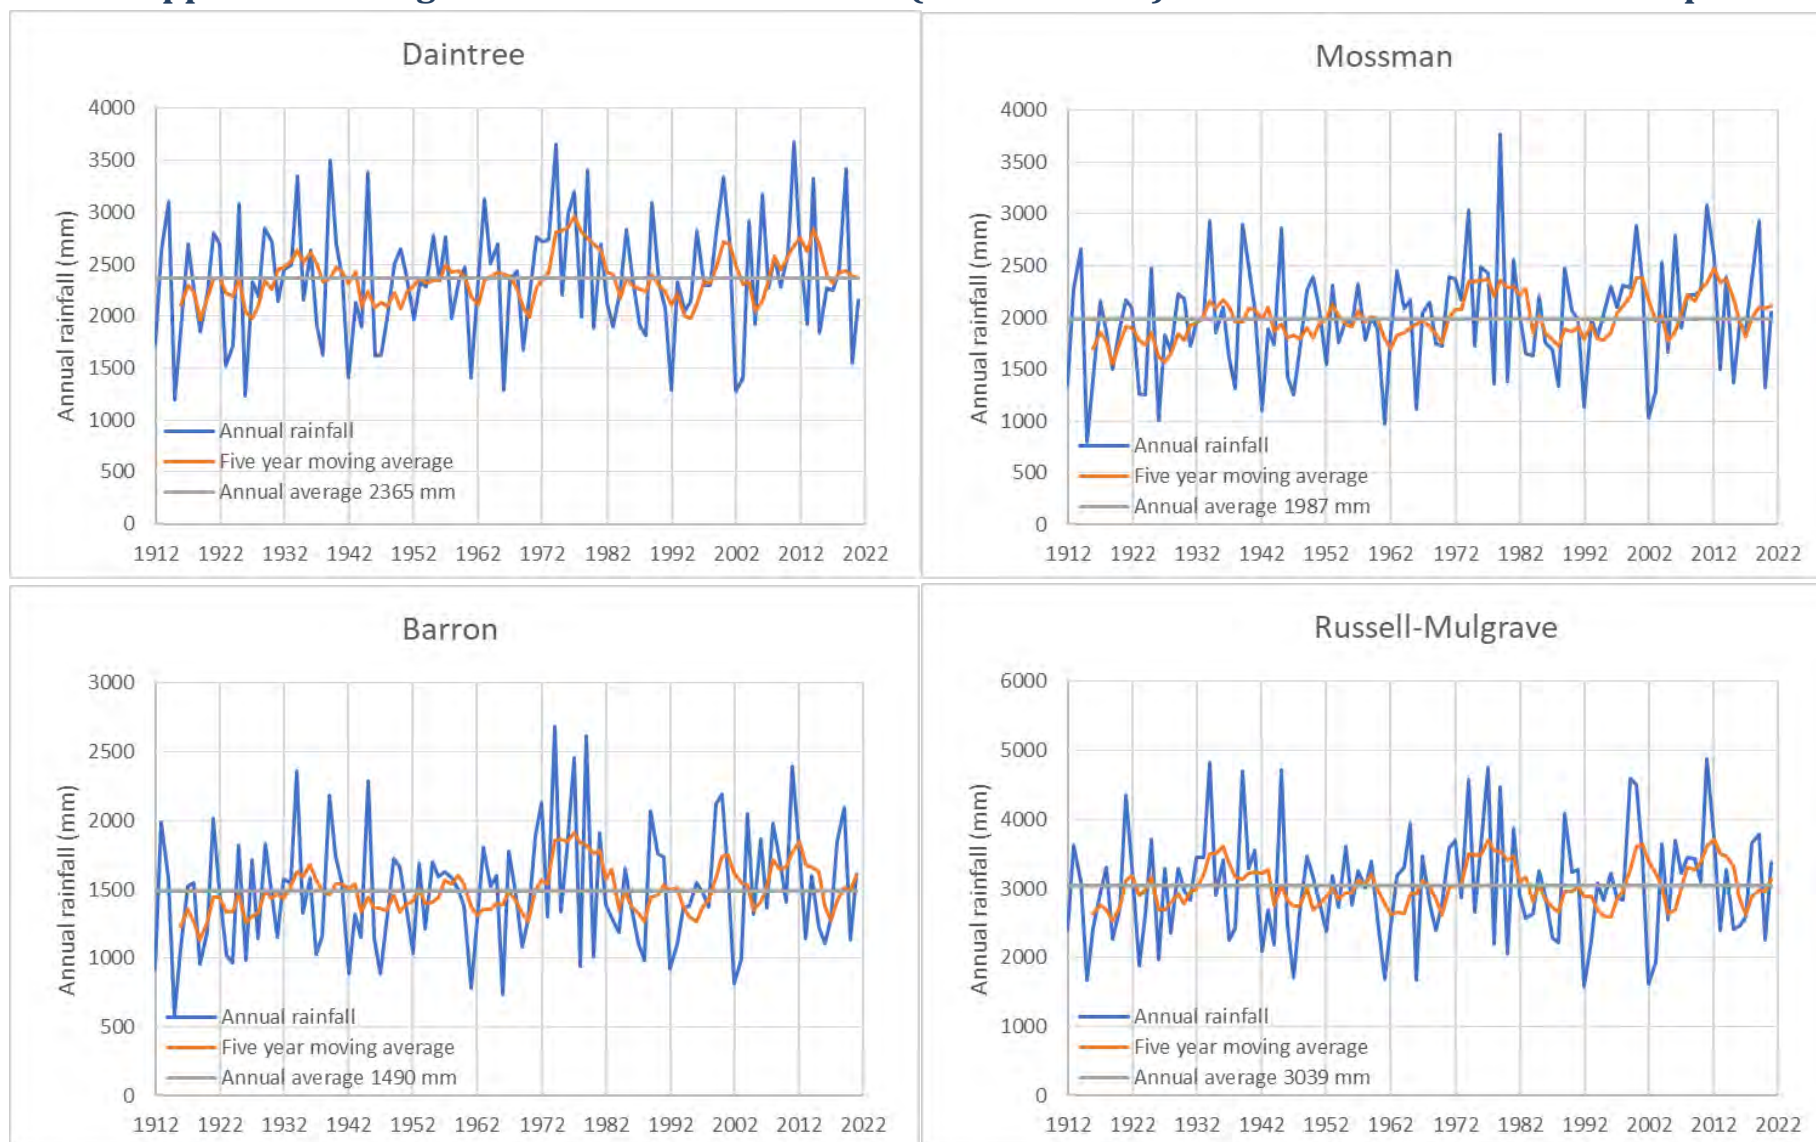 Daintree
4000
3500
3000
2500
2000
1500
1000
500
0
Annual rainfall (mm)
Annual rainfall
Five year moving average
Annual average 2365 mm
1912 1922 1932 1942 1952 1962 1972 1982 1992 2002 2012 2022
Mossman
4000
3500
3000
2500
2000
1500
1000
500
0
Annual rainfall (mm)
Annual rainfall
Five year moving average
Annual average 1987 mm
1912 1922 1932 1942 1952 1962 1972 1982 1992 2002 2012 2022
Barron
3000
2500
2000
1500
1000
500
0
Annual rainfall (mm)
Annual rainfall
Five year moving average
Annual average 1490 mm
1912 1922 1932 1942 1952 1962 1972 1982 1992 2002 2012 2022
Russell-Mulgrave
6000
5000
4000
3000
2000
1000
0
Annual rainfall (mm)
Annual rainfall
Five year moving average
Annual average 3039 mm
1912 1922 1932 1942 1952 1962 1972 1982 1992 2002 2012 2022